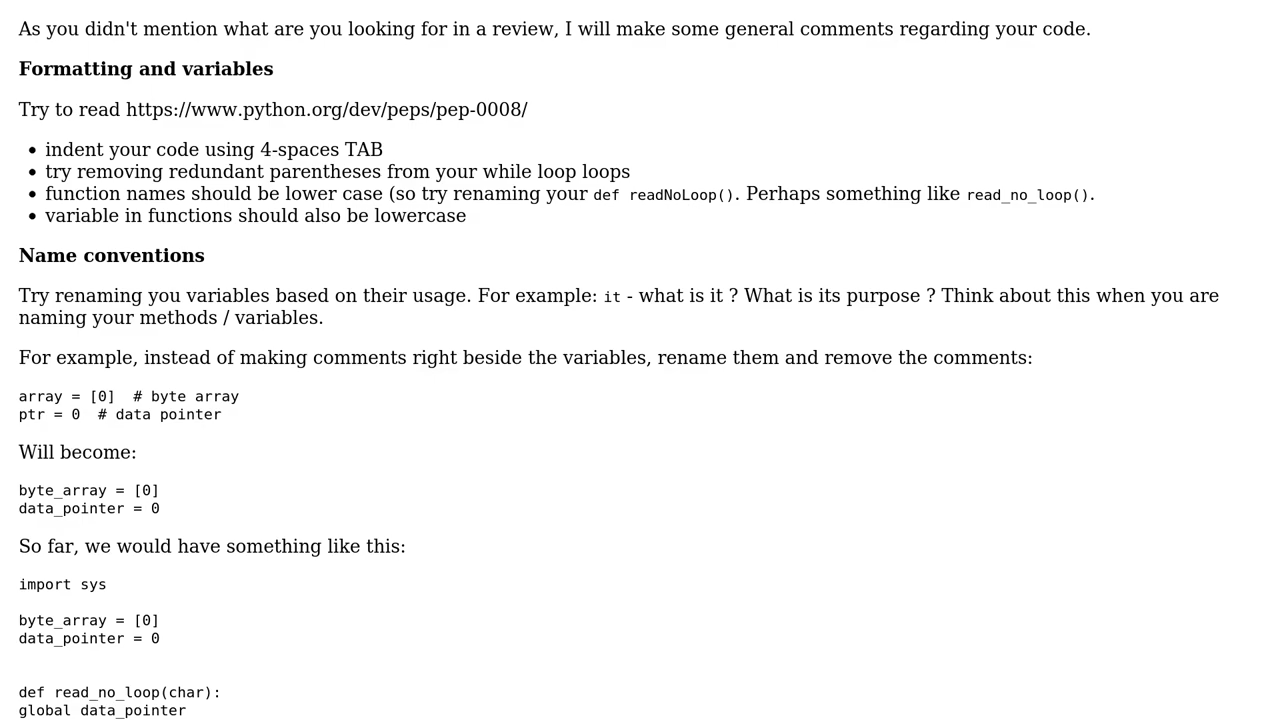 As you didn't mention what are you looking for in a review, I will make some general comments regarding your code.
Formatting and variables
Try to read https://www.python.org/dev/peps/pep-0008/
• indent your code using 4-spaces TAB
• try removing redundant parentheses from your while loop loops
• function names should be lower case (so try renaming your def readNoLoop(). Perhaps something like read_no_loop().
• variable in functions should also be lowercase
Name conventions
Try renaming you variables based on their usage. For example: it - what is it ? What is its purpose ? Think about this when you are
naming your methods / variables.
For example, instead of making comments right beside the variables, rename them and remove the comments:
array = [0]  # byte array
ptr = 0  # data pointer
Will become:
byte_array = [0]
data_pointer = 0
So far, we would have something like this:
import sys
byte_array = [0]
data_pointer = 0
def read_no_loop(char):
global data_pointer